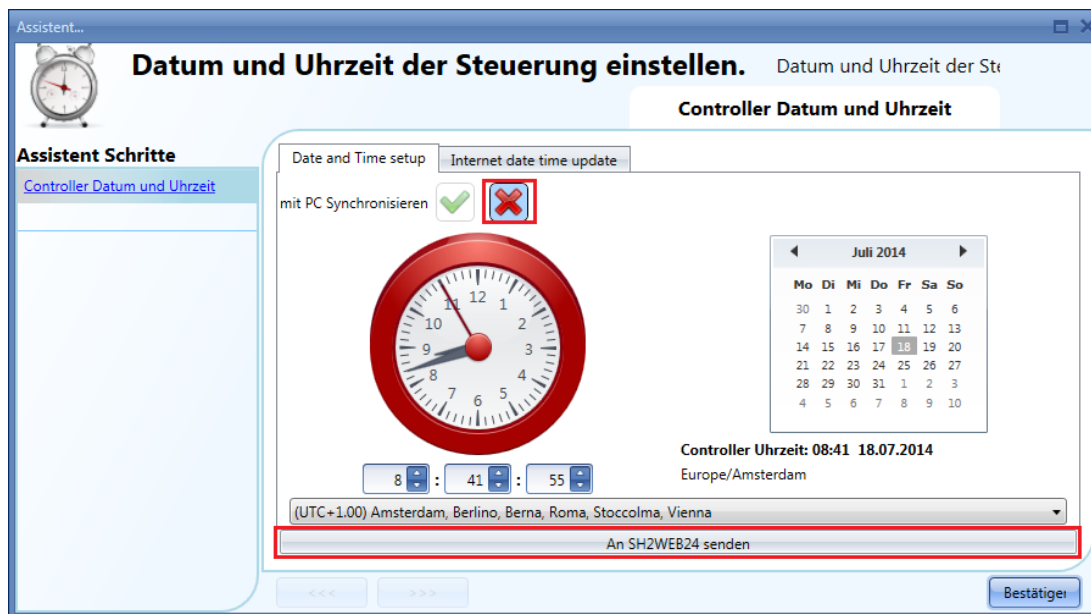 Assistent...
Datum und Uhrzeit der Steuerung einstellen. Datum und Uhrzeit der Ste
Controller Datum und Uhrzeit
Assistent Schritte
Controller Datum und Uhrzeit
Date and Time setup Internet date time update
mit PC Synchronisieren
12 1 2 3 4 5 6 7 8 9 10 11
Juli 2014
Mo Di Mi Do Fr Sa So
30 1 2 3 4 5 6
7 8 9 10 11 12 13
14 15 16 17 18 19 20
21 22 23 24 25 26 27
28 29 30 31 1 2 3
4 5 6 7 8 9 10
Controller Uhrzeit: 08:41 18.07.2014
Europe/Amsterdam
8 : 41 : 55
(UTC+1.00) Amsterdam, Berlino, Berna, Roma, Stoccolma, Vienna
An SH2WEB24 senden
<<< >>>
Bestätiger